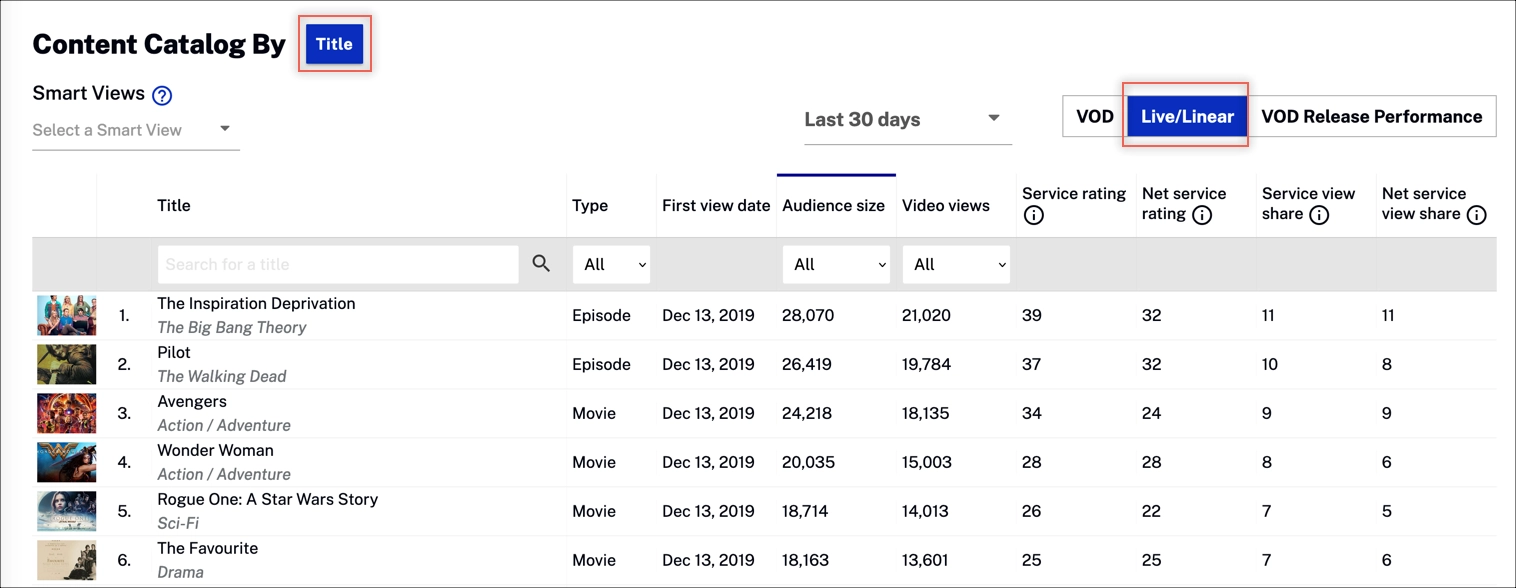 Content Catalog By Title
Smart Views ?
Select a Smart View
Last 30 days
VOD Live/Linear VOD Release Performance
Title Type First view date Audience size Video views Service rating Net service rating Service view share Net service view share
Search for a title All All All
1. The Inspiration Deprivation Episode Dec 13, 2019 28,070 21,020 39 32 11 11
The Big Bang Theory
2. Pilot Episode Dec 13, 2019 26,419 19,784 37 32 10 8
The Walking Dead
3. Avengers Movie Dec 13, 2019 24,218 18,135 34 24 9 9
Action / Adventure
4. Wonder Woman Movie Dec 13, 2019 20,035 15,003 28 28 8 6
Action / Adventure
5. Rogue One: A Star Wars Story Movie Dec 13, 2019 18,714 14,013 26 22 7 5
Sci-Fi
6. The Favourite Movie Dec 13, 2019 18,163 13,601 25 25 7 6
Drama